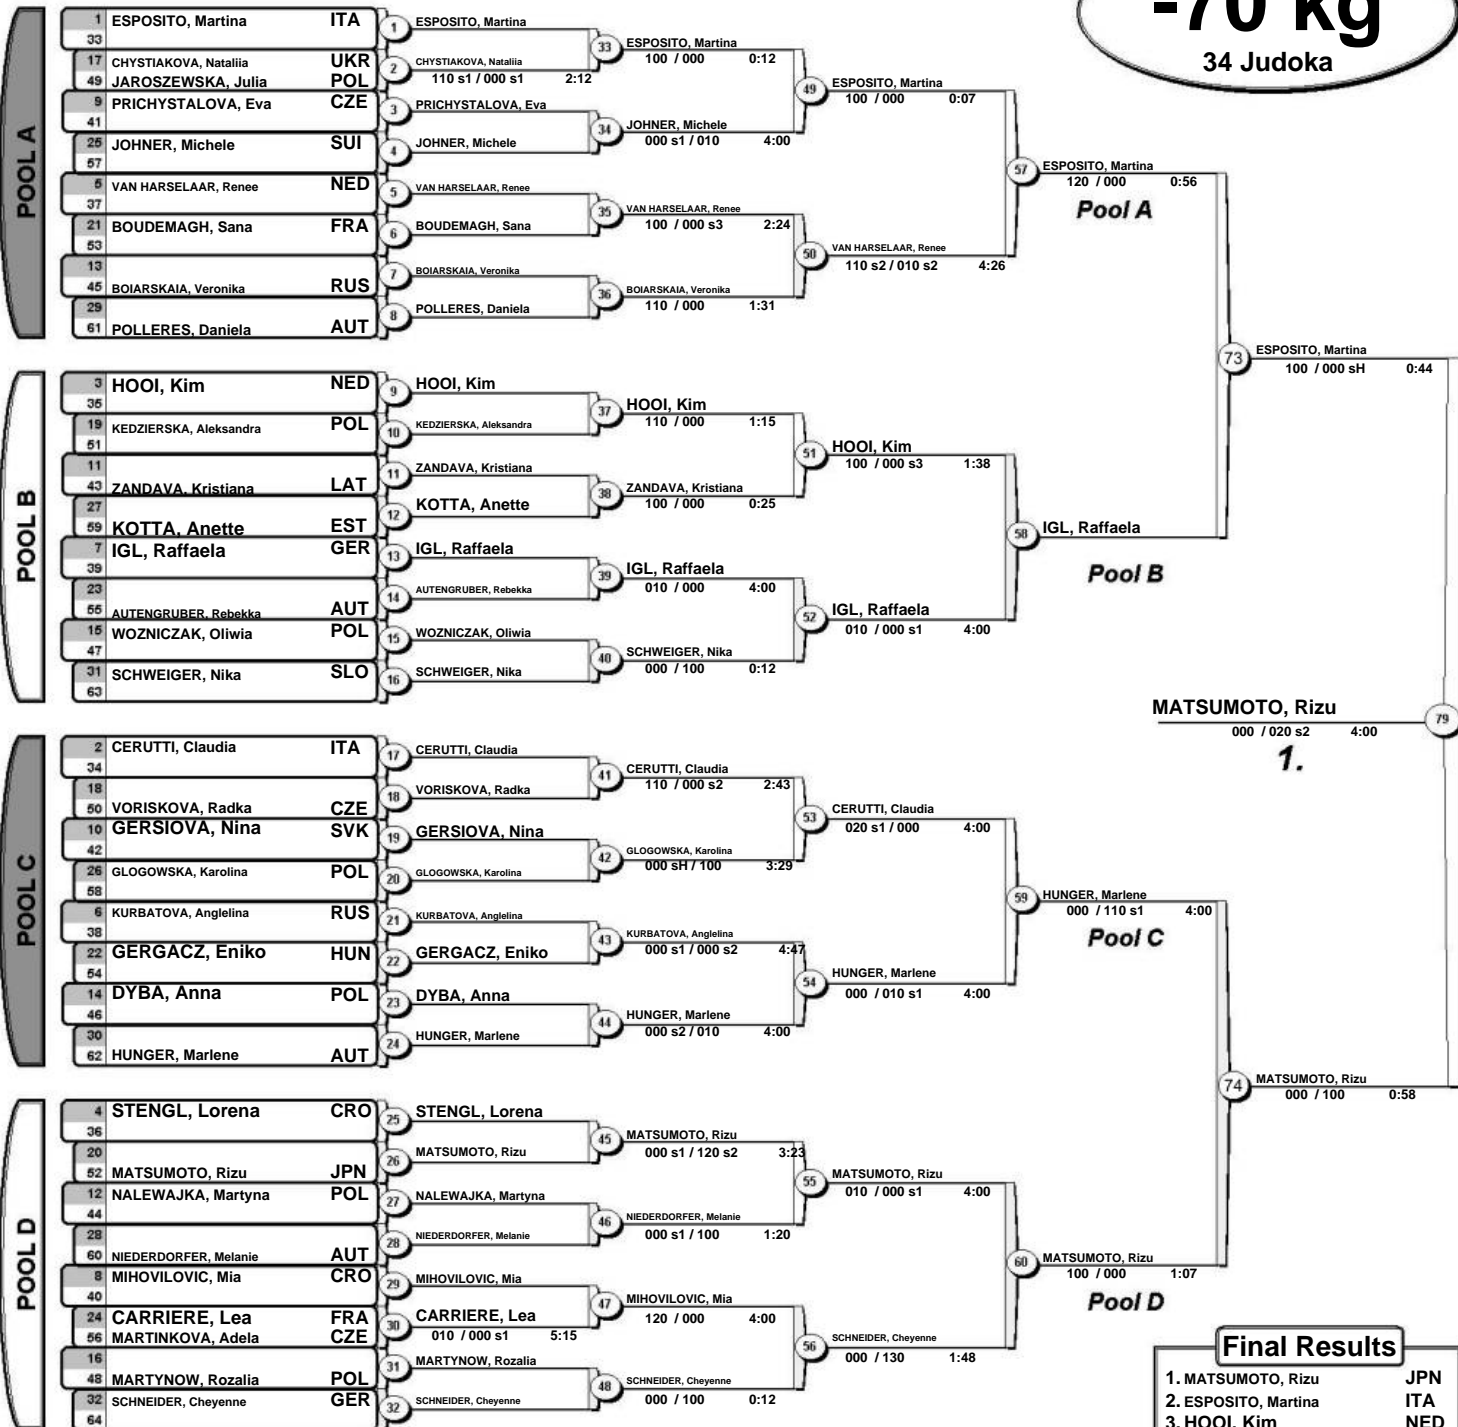 -70 kg
34 Judoka
POOL A
1 ESPOSITO, Martina ITA
33
17 CHYSTIAKOVA, Nataliia UKR
49 JAROSZEWSKA, Julia POL
9 PRICHYSTALOVA, Eva CZE
41
25 JOHNER, Michele SUI
57
5 VAN HARSELAAR, Renee NED
37
21 BOUDEMAGH, Sana FRA
53
13
45 BOIARSKAIA, Veronika RUS
29
61 POLLERES, Daniela AUT
1 ESPOSITO, Martina
2 CHYSTIAKOVA, Nataliia
110 s1 / 000 s1 2:12
3 PRICHYSTALOVA, Eva
4 JOHNER, Michele
5 VAN HARSELAAR, Renee
6 BOUDEMAGH, Sana
7 BOIARSKAIA, Veronika
8 POLLERES, Daniela
33 ESPOSITO, Martina
100 / 000 0:12
34 JOHNER, Michele
000 s1 / 010 4:00
35 VAN HARSELAAR, Renee
100 / 000 s3 2:24
36 BOIARSKAIA, Veronika
110 / 000 1:31
49 ESPOSITO, Martina
100 / 000 0:07
50 VAN HARSELAAR, Renee
110 s2 / 010 s2 4:26
57 ESPOSITO, Martina
120 / 000 0:56
Pool A
POOL B
3 HOOI, Kim NED
35
19 KEDZIERSKA, Aleksandra POL
51
11
43 ZANDAVA, Kristiana LAT
27
59 KOTTA, Anette EST
7 IGL, Raffaela GER
39
23
55 AUTENGRUBER, Rebekka AUT
15 WOZNICZAK, Oliwia POL
47
31 SCHWEIGER, Nika SLO
63
9 HOOI, Kim
10 KEDZIERSKA, Aleksandra
11 ZANDAVA, Kristiana
12 KOTTA, Anette
13 IGL, Raffaela
14 AUTENGRUBER, Rebekka
15 WOZNICZAK, Oliwia
16 SCHWEIGER, Nika
37 HOOI, Kim
110 / 000 1:15
38 ZANDAVA, Kristiana
100 / 000 0:25
39 IGL, Raffaela
010 / 000 4:00
40 SCHWEIGER, Nika
000 / 100 0:12
51 HOOI, Kim
100 / 000 s3 1:38
52 IGL, Raffaela
010 / 000 s1 4:00
58 IGL, Raffaela
Pool B
73 ESPOSITO, Martina
100 / 000 sH 0:44
MATSUMOTO, Rizu 79
000 / 020 s2 4:00
1.
POOL C
2 CERUTTI, Claudia ITA
34
18
50 VORISKOVA, Radka CZE
10 GERSIOVA, Nina SVK
42
26 GLOGOWSKA, Karolina POL
58
6 KURBATOVA, Anglelina RUS
38
22 GERGACZ, Eniko HUN
54
14 DYBA, Anna POL
46
30
62 HUNGER, Marlene AUT
17 CERUTTI, Claudia
18 VORISKOVA, Radka
19 GERSIOVA, Nina
20 GLOGOWSKA, Karolina
21 KURBATOVA, Anglelina
22 GERGACZ, Eniko
23 DYBA, Anna
24 HUNGER, Marlene
41 CERUTTI, Claudia
110 / 000 s2 2:43
42 GLOGOWSKA, Karolina
000 sH / 100 3:29
43 KURBATOVA, Anglelina
000 s1 / 000 s2 4:47
44 HUNGER, Marlene
000 s2 / 010 4:00
53 CERUTTI, Claudia
020 s1 / 000 4:00
54 HUNGER, Marlene
000 / 010 s1 4:00
59 HUNGER, Marlene
000 / 110 s1 4:00
Pool C
POOL D
4 STENGL, Lorena CRO
36
20
52 MATSUMOTO, Rizu JPN
12 NALEWAJKA, Martyna POL
44
28
60 NIEDERDORFER, Melanie AUT
8 MIHOVILOVIC, Mia CRO
40
24 CARRIERE, Lea FRA
56 MARTINKOVA, Adela CZE
16
48 MARTYNOW, Rozalia POL
32 SCHNEIDER, Cheyenne GER
64
25 STENGL, Lorena
26 MATSUMOTO, Rizu
27 NALEWAJKA, Martyna
28 NIEDERDORFER, Melanie
29 MIHOVILOVIC, Mia
30 CARRIERE, Lea
010 / 000 s1 5:15
31 MARTYNOW, Rozalia
32 SCHNEIDER, Cheyenne
45 MATSUMOTO, Rizu
000 s1 / 120 s2 3:23
46 NIEDERDORFER, Melanie
000 s1 / 100 1:20
47 MIHOVILOVIC, Mia
120 / 000 4:00
48 SCHNEIDER, Cheyenne
000 / 100 0:12
55 MATSUMOTO, Rizu
010 / 000 s1 4:00
56 SCHNEIDER, Cheyenne
000 / 130 1:48
60 MATSUMOTO, Rizu
100 / 000 1:07
Pool D
74 MATSUMOTO, Rizu
000 / 100 0:58
Final Results
1. MATSUMOTO, Rizu JPN
2. ESPOSITO, Martina ITA
3. HOOI, Kim NED